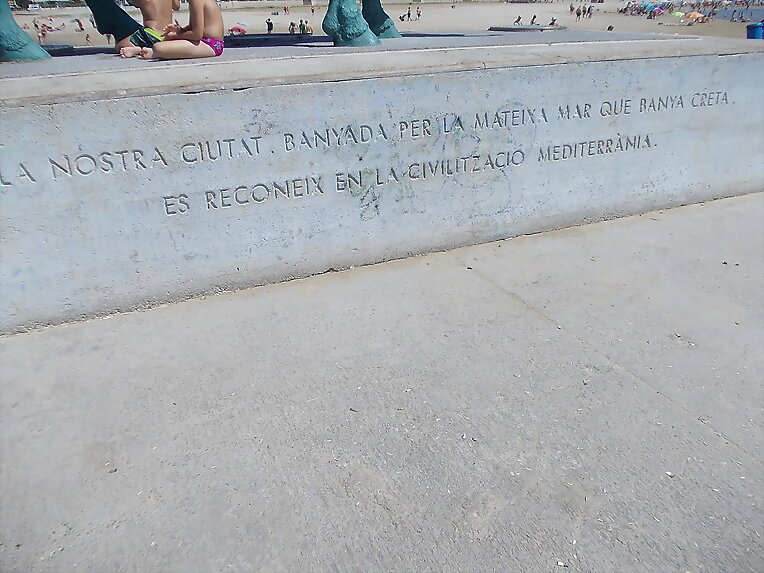 LA NOSTRA CIUTAT, BANYADA PER LA MATEIXA MAR QUE BANYA CRETA,
ES RECONEIX EN LA CIVILITZACIÓ MEDITERRÀNIA.